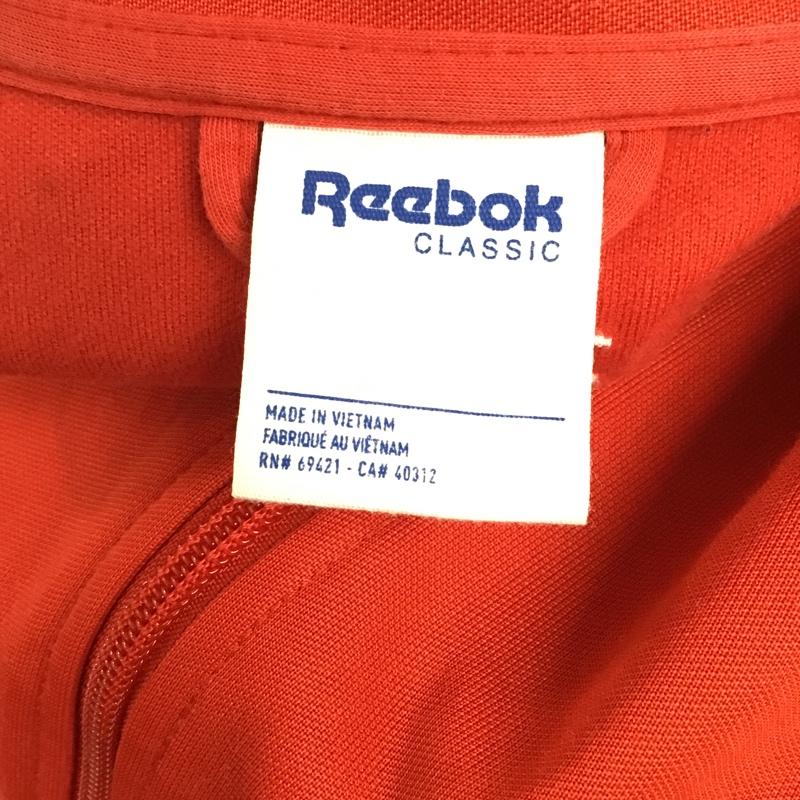 Reebok
CLASSIC
MADE IN VIETNAM
FABRIQUÉ AU VIÊTNAM
RN# 69421 - CA# 40312